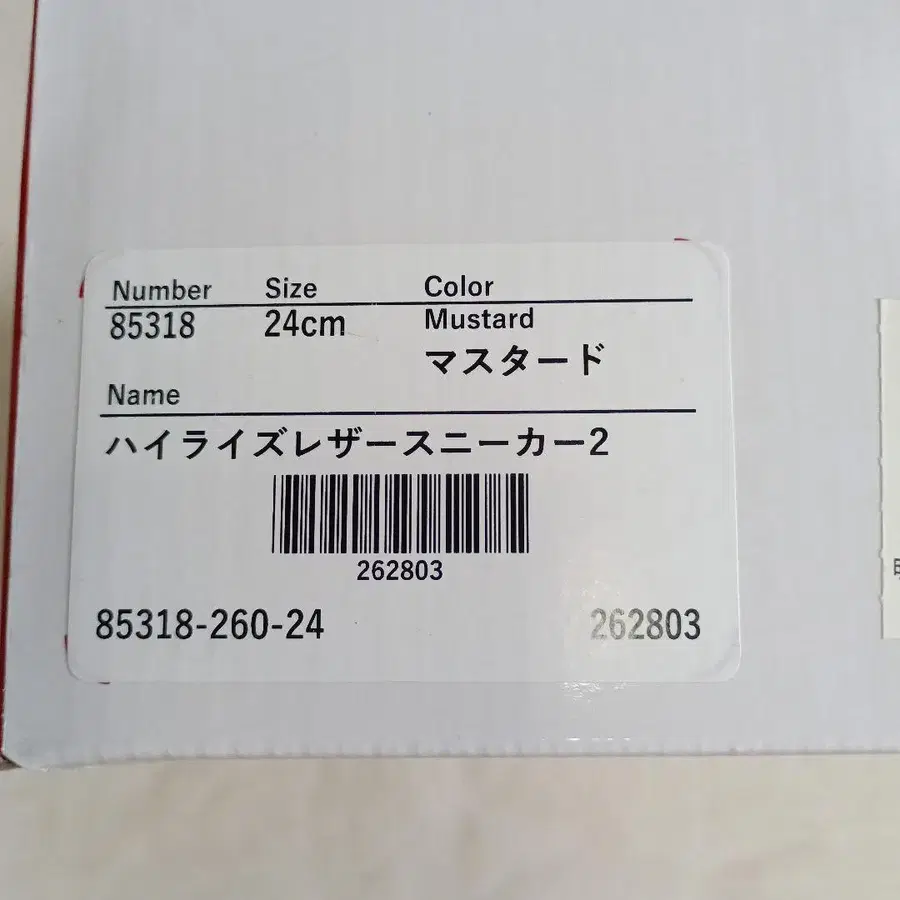 Number Size Color
85318 24cm Mustard
マスタード
Name
ハイライズレザースニーカー2
262803
85318-260-24 262803